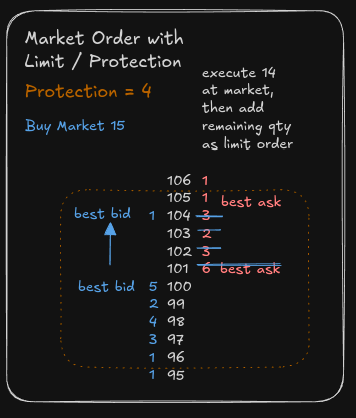 Market Order with
Limit / Protection
Protection = 4
Buy Market 15
execute 14
at market,
then add
remaining qty
as limit order
106 1
105 1 best ask
best bid 1 104 3
103 2
102 3
101 6 best ask
best bid 5 100
2 99
4 98
3 97
1 96
1 95